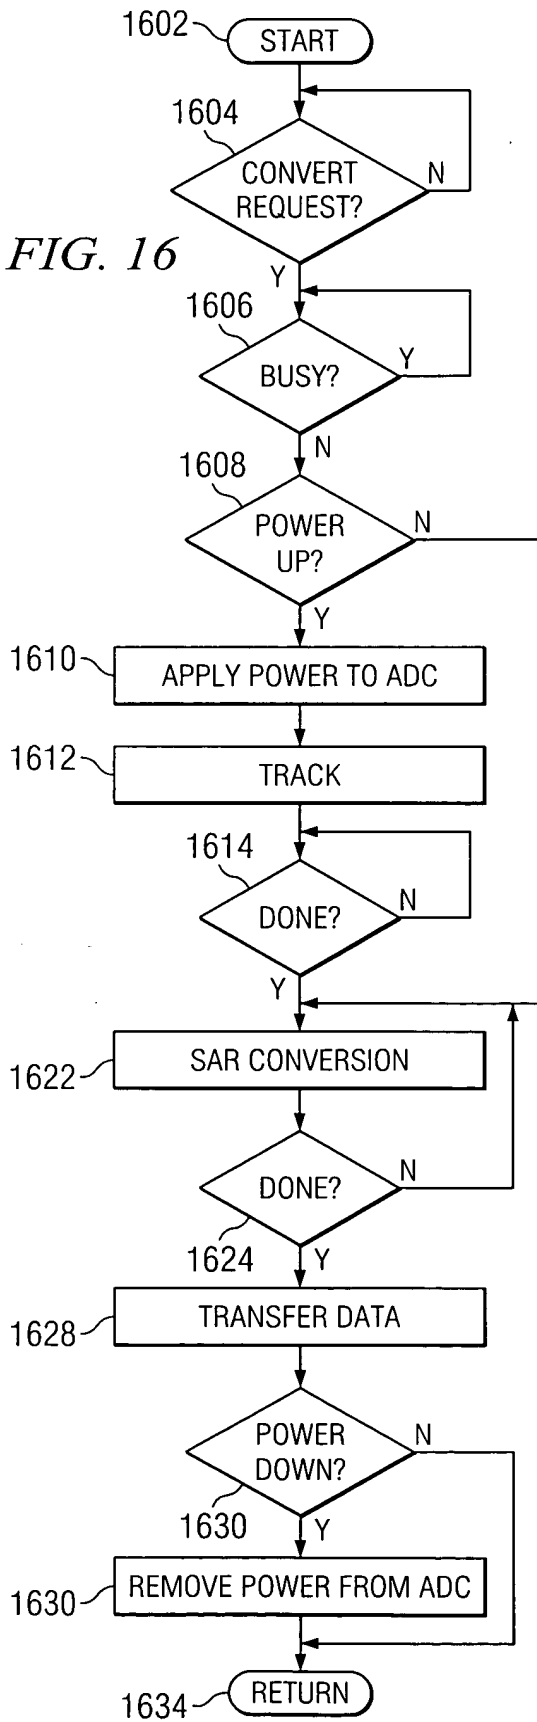 1602
START
1604
CONVERT
REQUEST?
N
FIG. 16
Y
1606
BUSY?
Y
N
1608
POWER
UP?
N
Y
1610
APPLY POWER TO ADC
1612
TRACK
1614
DONE?
N
Y
1622
SAR CONVERSION
DONE?
N
1624
Y
1628
TRANSFER DATA
POWER
DOWN?
N
1630
Y
1630
REMOVE POWER FROM ADC
1634
RETURN